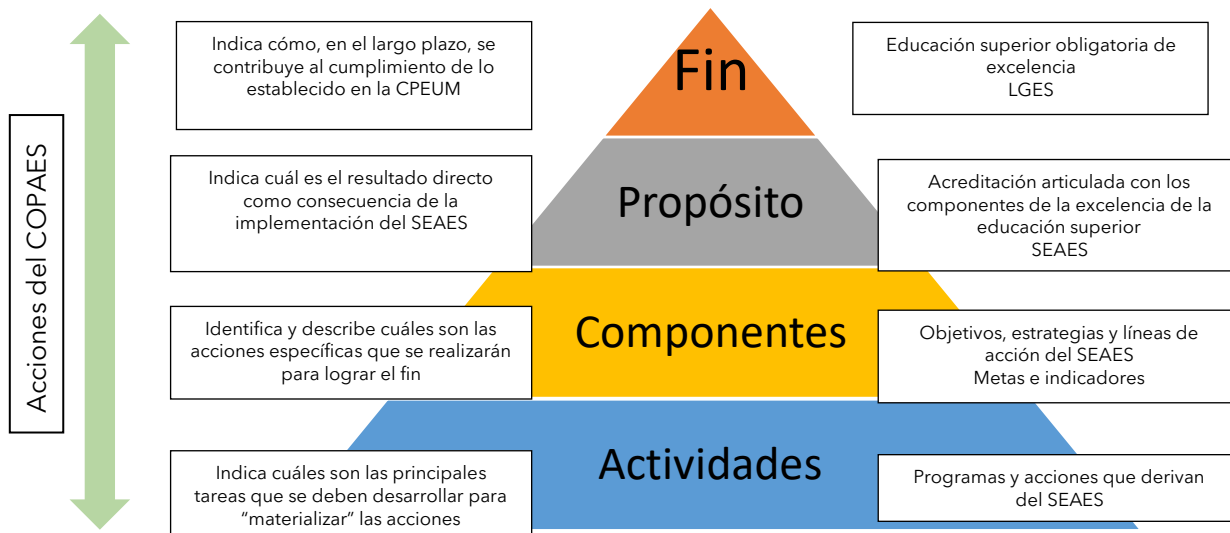 Acciones del COPAES
Indica cómo, en el largo plazo, se
contribuye al cumplimiento de lo
establecido en la CPEUM
Fin
Educación superior obligatoria de
excelencia
LGES
Indica cuál es el resultado directo
como consecuencia de la
implementación del SEAES
Propósito
Acreditación articulada con los
componentes de la excelencia de la
educación superior
SEAES
Identifica y describe cuáles son las
acciones específicas que se realizarán
para lograr el fin
Componentes
Objetivos, estrategias y líneas de
acción del SEAES
Metas e indicadores
Indica cuáles son las principales
tareas que se deben desarrollar para
“materializar” las acciones
Actividades
Programas y acciones que derivan
del SEAES